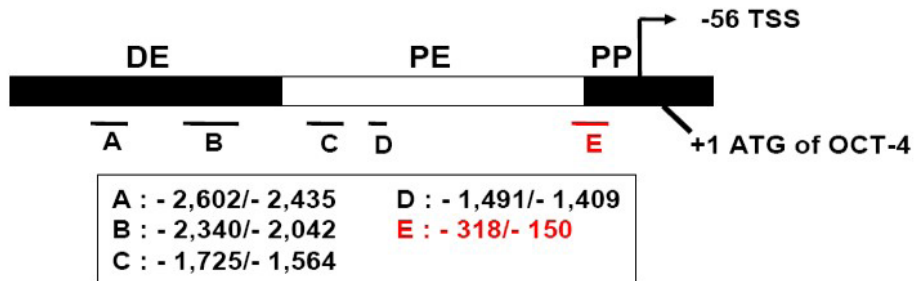 -56 TSS
DE PE PP
A B C D E
+1 ATG of OCT-4
A : - 2,602/- 2,435 D : - 1,491/- 1,409
B : - 2,340/- 2,042 E : - 318/- 150
C : - 1,725/- 1,564